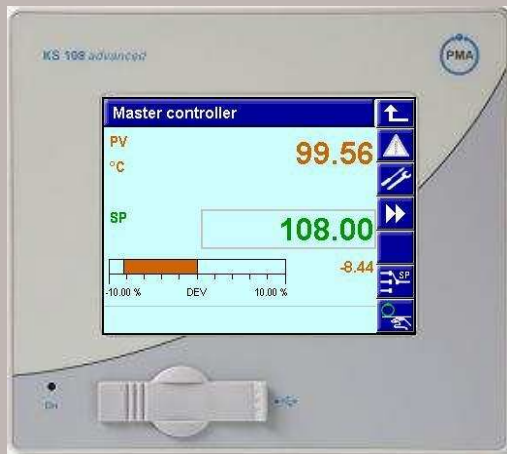 KS 108 advanced
PMA
Master controller
PV
99.56
°C
SP
108.00
SP
-8.44
-10.00 %
DEV
10.00 %
On